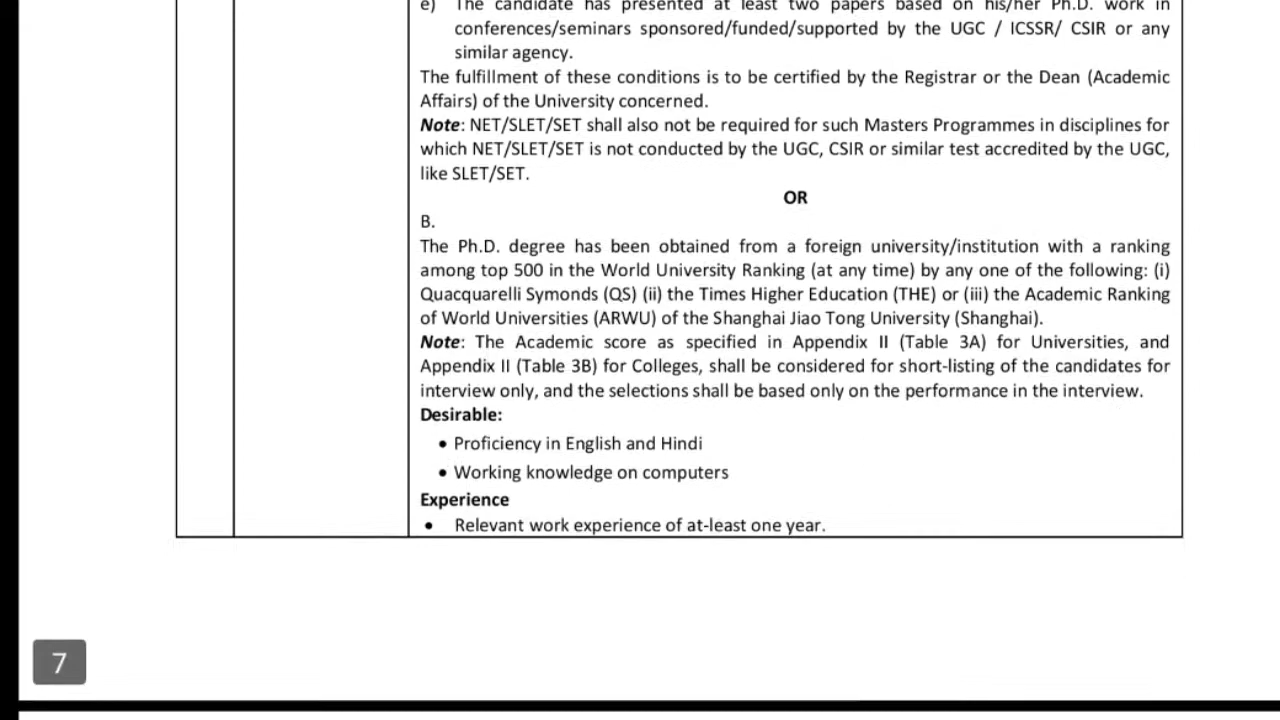 e) The candidate has presented at least two papers based on his/her Ph.D. work in
conferences/seminars sponsored/funded/supported by the UGC / ICSSR/ CSIR or any
similar agency.
The fulfillment of these conditions is to be certified by the Registrar or the Dean (Academic
Affairs) of the University concerned.
Note: NET/SLET/SET shall also not be required for such Masters Programmes in disciplines for
which NET/SLET/SET is not conducted by the UGC, CSIR or similar test accredited by the UGC,
like SLET/SET.
OR
B.
The Ph.D. degree has been obtained from a foreign university/institution with a ranking
among top 500 in the World University Ranking (at any time) by any one of the following: (i)
Quacquarelli Symonds (QS) (ii) the Times Higher Education (THE) or (iii) the Academic Ranking
of World Universities (ARWU) of the Shanghai Jiao Tong University (Shanghai).
Note: The Academic score as specified in Appendix II (Table 3A) for Universities, and
Appendix II (Table 3B) for Colleges, shall be considered for short-listing of the candidates for
interview only, and the selections shall be based only on the performance in the interview.
Desirable:
• Proficiency in English and Hindi
• Working knowledge on computers
Experience
• Relevant work experience of at-least one year.
7